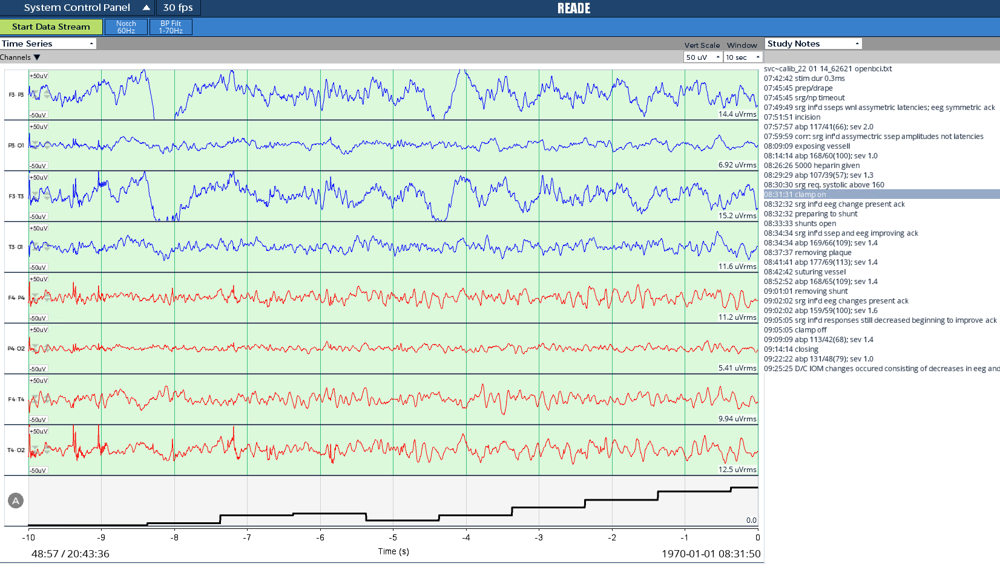 System Control Panel 30 fps READE
Start Data Stream Notch 60Hz BP Filt 1-70Hz
Time Series Study Notes
Channels Vert Scale Window
50 uV 10 sec
+50uV
F3-P3
-50uV 14.4 uVrms
+50uV
P3-O1
-50uV 6.92 uVrms
+50uV
F3-T3
-50uV 15.2 uVrms
+50uV
T3-O1
-50uV 11.6 uVrms
+50uV
F4-P4
-50uV 11.2 uVrms
+50uV
P4-O2
-50uV 5.41 uVrms
+50uV
F4-T4
-50uV 9.94 uVrms
+50uV
T4-O2
-50uV 12.5 uVrms
A
0.0
-10 -9 -8 -7 -6 -5 -4 -3 -2 -1 0
Time (s)
48:57 / 20:43:36 1970-01-01 08:31:50
svc~calib_22 01 14_62621 openbci.txt
07:42:42 stim dur 0.3ms
07:45:45 prep/drape
07:45:45 srg/np timeout
07:49:49 srg inf'd sseps wnl assymetric latencies; eeg symmetric ack
07:51:51 incision
07:57:57 abp 117/41(66); sev 2.0
07:59:59 corr: srg inf'd assymectric ssep amplitudes not latencies
08:09:09 exposing vessell
08:14:14 abp 168/60(100); sev 1.0
08:26:26 5000 heparin given
08:29:29 abp 107/39(57); sev 1.3
08:30:30 srg req. systolic above 160
08:31:31 clamp on
08:32:32 srg inf'd eeg change present ack
08:32:32 preparing to shunt
08:33:33 shunts open
08:34:34 srg inf'd ssep and eeg improving ack
08:34:34 abp 169/66(109); sev 1.4
08:37:37 removing plaque
08:41:41 abp 177/69(113); sev 1.4
08:42:42 suturing vessel
08:52:52 abp 168/65(109); sev 1.4
09:01:01 removing shunt
09:02:02 srg inf'd eeg changes present ack
09:02:02 abp 159/59(100); sev 1.6
09:05:05 srg inf'd responses still decreased beginning to improve ack
09:05:05 clamp off
09:09:09 abp 113/42(68); sev 1.4
09:14:14 closing
09:22:22 abp 131/48(79); sev 1.0
09:25:25 D/C IOM changes occured consisting of decreases in eeg and